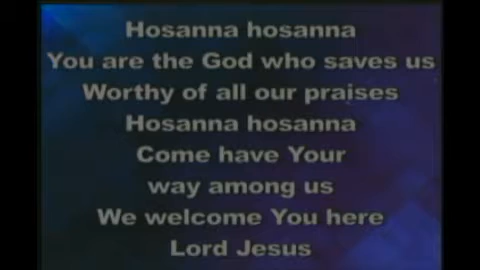 Hosanna hosanna
You are the God who saves us
Worthy of all our praises
Hosanna hosanna
Come have Your
way among us
We welcome You here
Lord Jesus